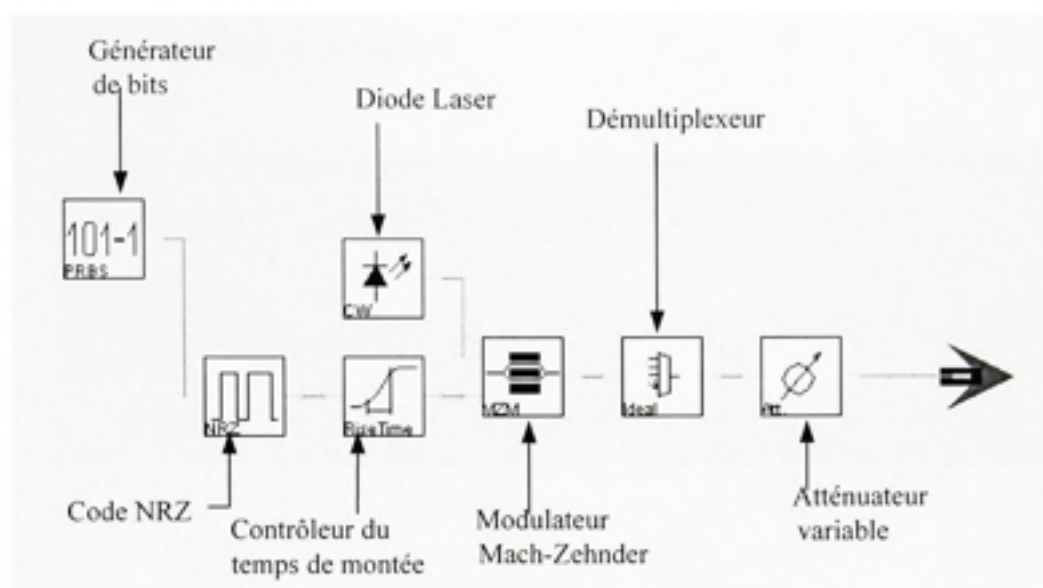 Générateur
de bits
Diode Laser
Démultiplexeur
101-1
PRBS
CW
NRZ
RiseTime
MZM
Ideal
Att.
Code NRZ
Contrôleur du
temps de montée
Modulateur
Mach-Zehnder
Atténuateur
variable